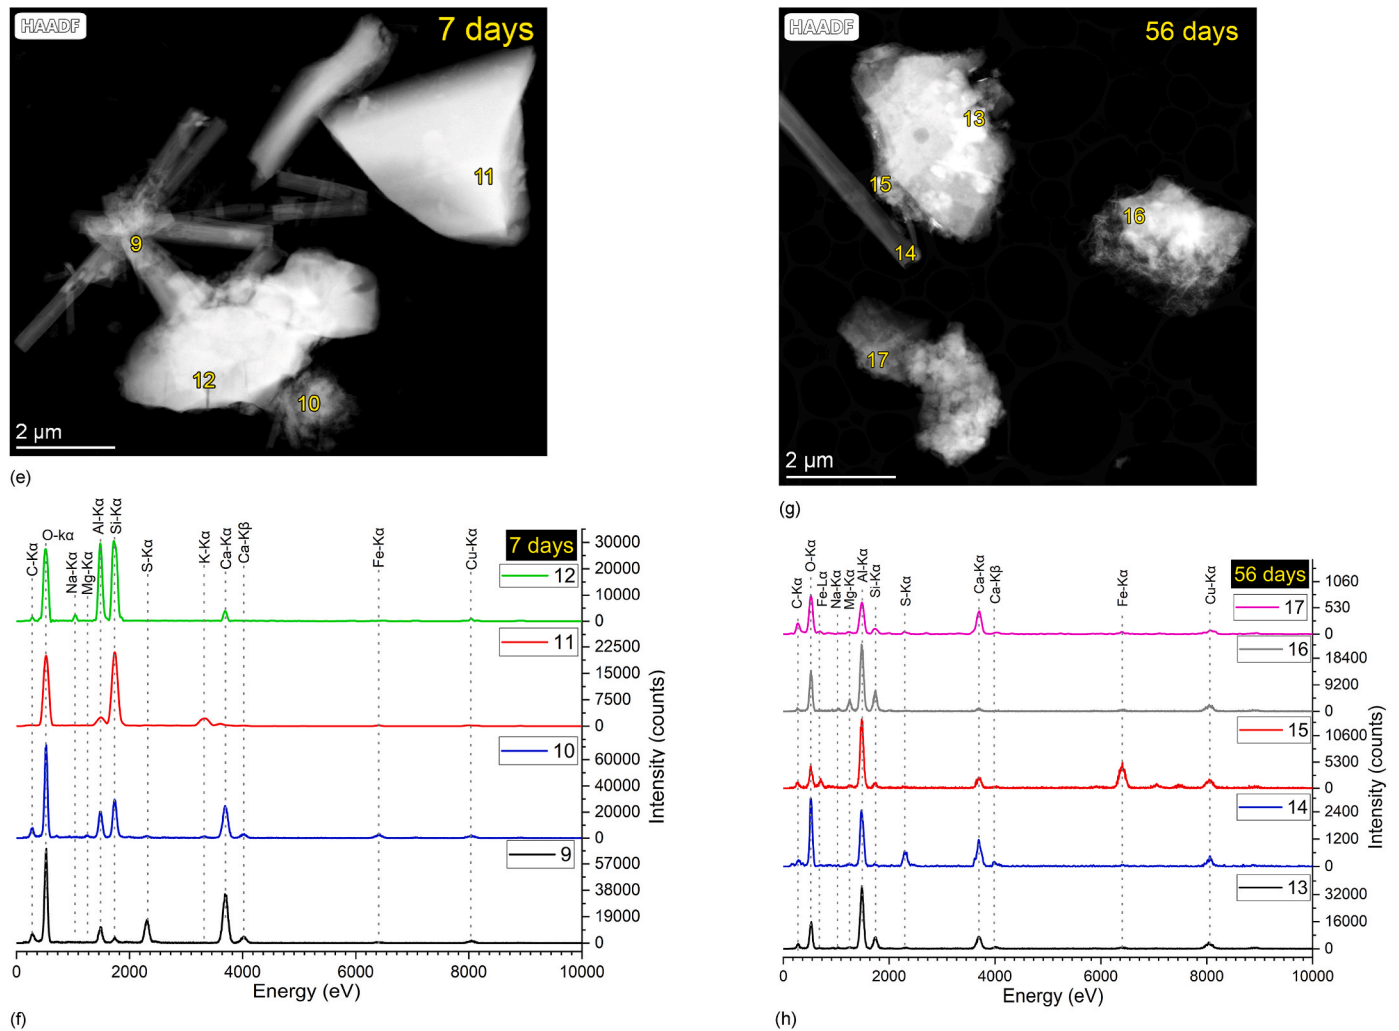 HAADF
7 days
11
9
12
10
2 µm
(e)
HAADF
56 days
13
15
14
16
17
2 µm
(g)
C-Kα
O-kα
Na-Kα
Mg-Kα
Al-Kα
Si-Kα
S-Kα
K-Kα
Ca-Kα
Ca-Kβ
Fe-Kα
Cu-Kα
7 days
12
11
10
9
30000
20000
10000
0
22500
15000
7500
0
60000
40000
20000
0
57000
38000
19000
0
Intensity (counts)
0 2000 4000 6000 8000 10000
Energy (eV)
(f)
C-Kα
O-Kα
Fe-Lα
Na-Kα
Mg-Kα
Al-Kα
Si-Kα
S-Kα
Ca-Kα
Ca-Kβ
Fe-Kα
Cu-Kα
56 days
17
16
15
14
13
1060
530
0
18400
9200
0
10600
5300
0
2400
1200
0
32000
16000
0
Intensity (counts)
0 2000 4000 6000 8000 10000
Energy (eV)
(h)